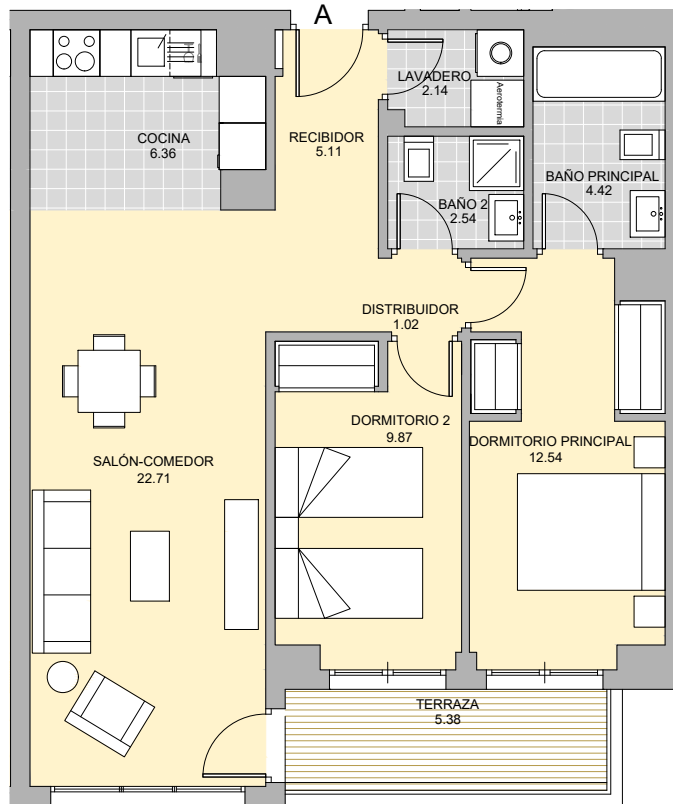 A
LAVADERO
2.14
Aerotermia
COCINA
6.36
RECIBIDOR
5.11
BAÑO PRINCIPAL
4.42
BAÑO 2
2.54
DISTRIBUIDOR
1.02
DORMITORIO 2
9.87
DORMITORIO PRINCIPAL
12.54
SALÓN-COMEDOR
22.71
TERRAZA
5.38